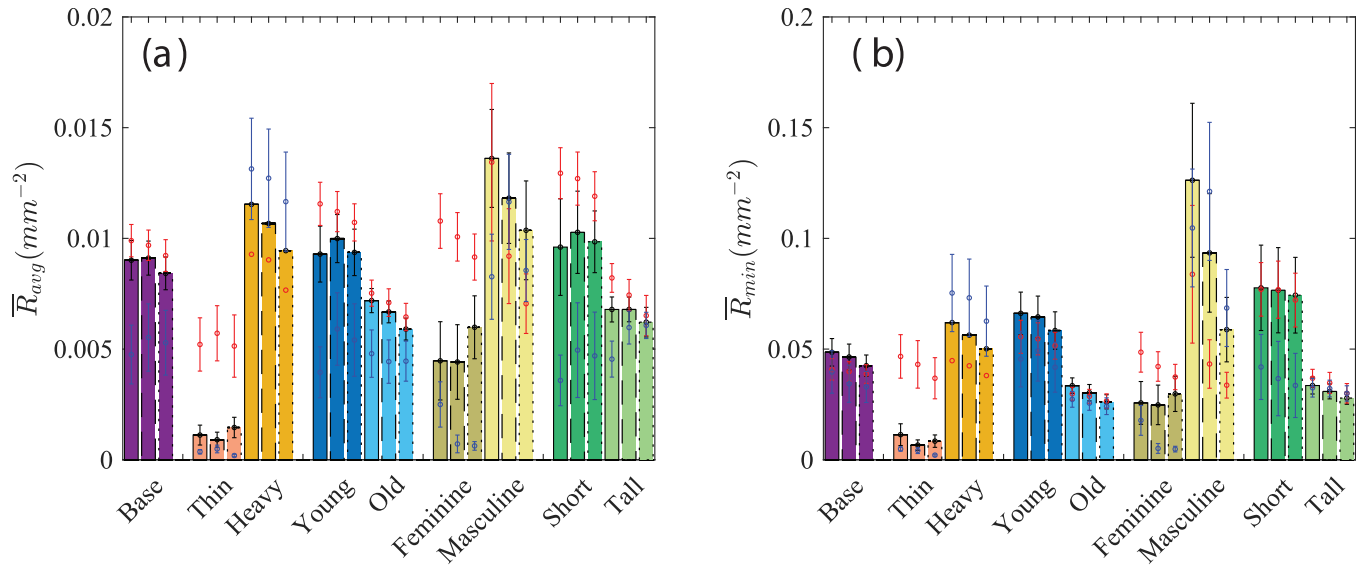 (a)
0.02
0.015
0.01
0.005
0
R̅avg(mm⁻²)
Base
Thin
Heavy
Young
Old
Feminine
Masculine
Short
Tall
(b)
0.2
0.15
0.1
0.05
0
R̅min(mm⁻²)
Base
Thin
Heavy
Young
Old
Feminine
Masculine
Short
Tall